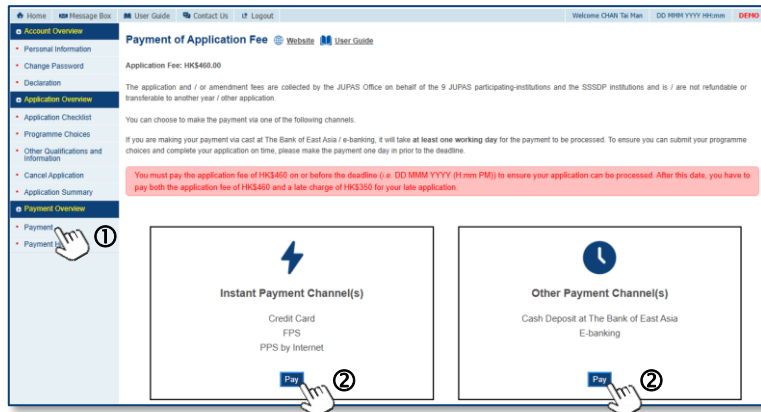 Home Message Box User Guide Contact Us Logout Welcome CHAN Tai Man DD MMM YYYY HH:mm DEMO
Account Overview
Personal Information
Change Password
Declaration
Application Overview
Application Checklist
Programme Choices
Other Qualifications and
Information
Cancel Application
Application Summary
Payment Overview
Payment
Payment
①
Payment of Application Fee Website User Guide
Application Fee: HK$460.00
The application and / or amendment fees are collected by the JUPAS Office on behalf of the 9 JUPAS participating-institutions and the SSSDP institutions and is / are not refundable or
transferable to another year / other application.
You can choose to make the payment via one of the following channels.
If you are making your payment via cast at The Bank of East Asia / e-banking, it will take at least one working day for the payment to be processed. To ensure you can submit your programme
choices and complete your application on time, please make the payment one day in prior to the deadline.
You must pay the application fee of HK$460 on or before the deadline (i.e. DD MMM YYYY (H:mm PM)) to ensure your application can be processed. After this date, you have to
pay both the application fee of HK$460 and a late charge of HK$350 for your late application.
Instant Payment Channel(s)
Credit Card
FPS
PPS by Internet
Pay ②
Other Payment Channel(s)
Cash Deposit at The Bank of East Asia
E-banking
Pay ②